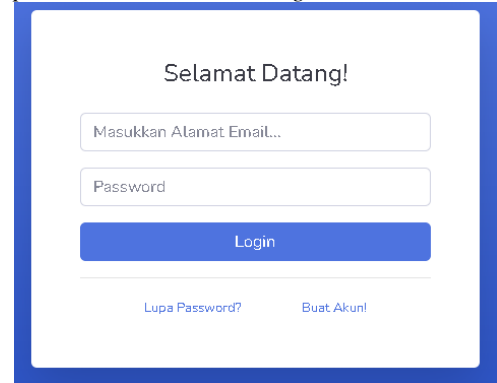 Selamat Datang!
Masukkan Alamat Email...
Password
Login
Lupa Password? Buat Akun!